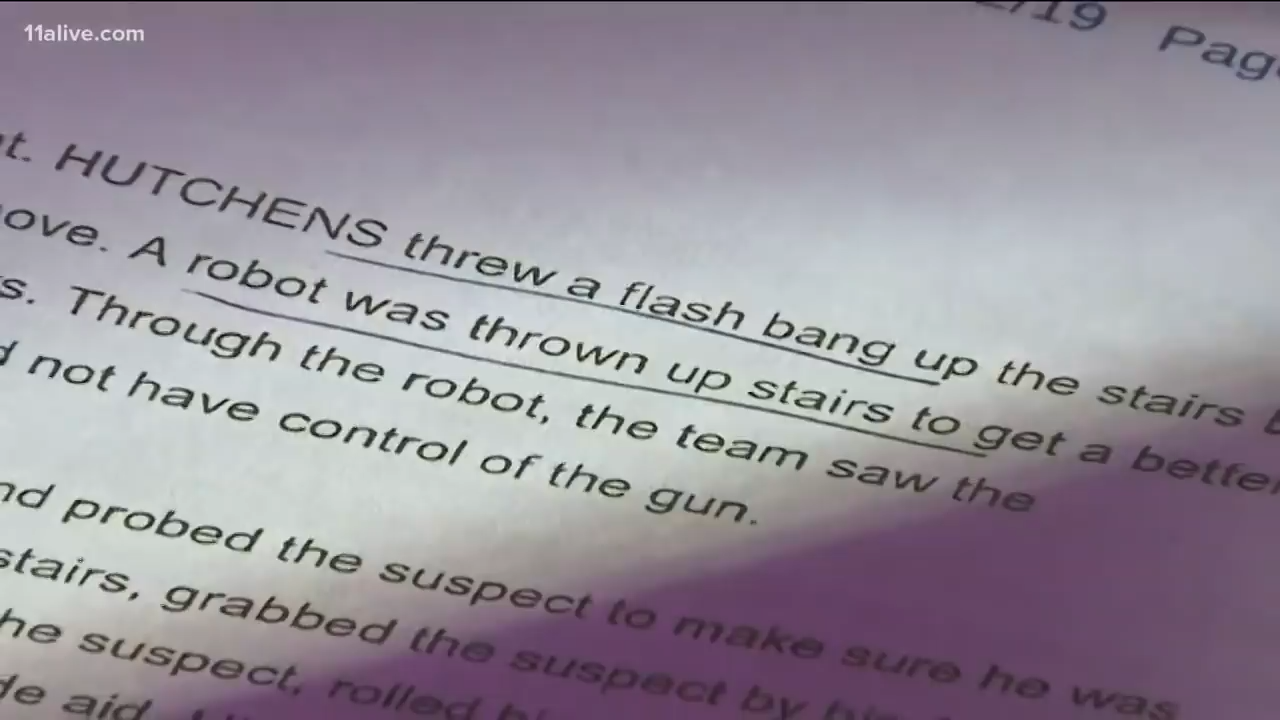 11alive.com
/19 Page
t. HUTCHENS threw a flash bang up the stairs
ove. A robot was thrown up stairs to get a better
s. Through the robot, the team saw the
d not have control of the gun.
nd probed the suspect to make sure he was
stairs, grabbed the suspect by
he suspect, rolled
de aid.